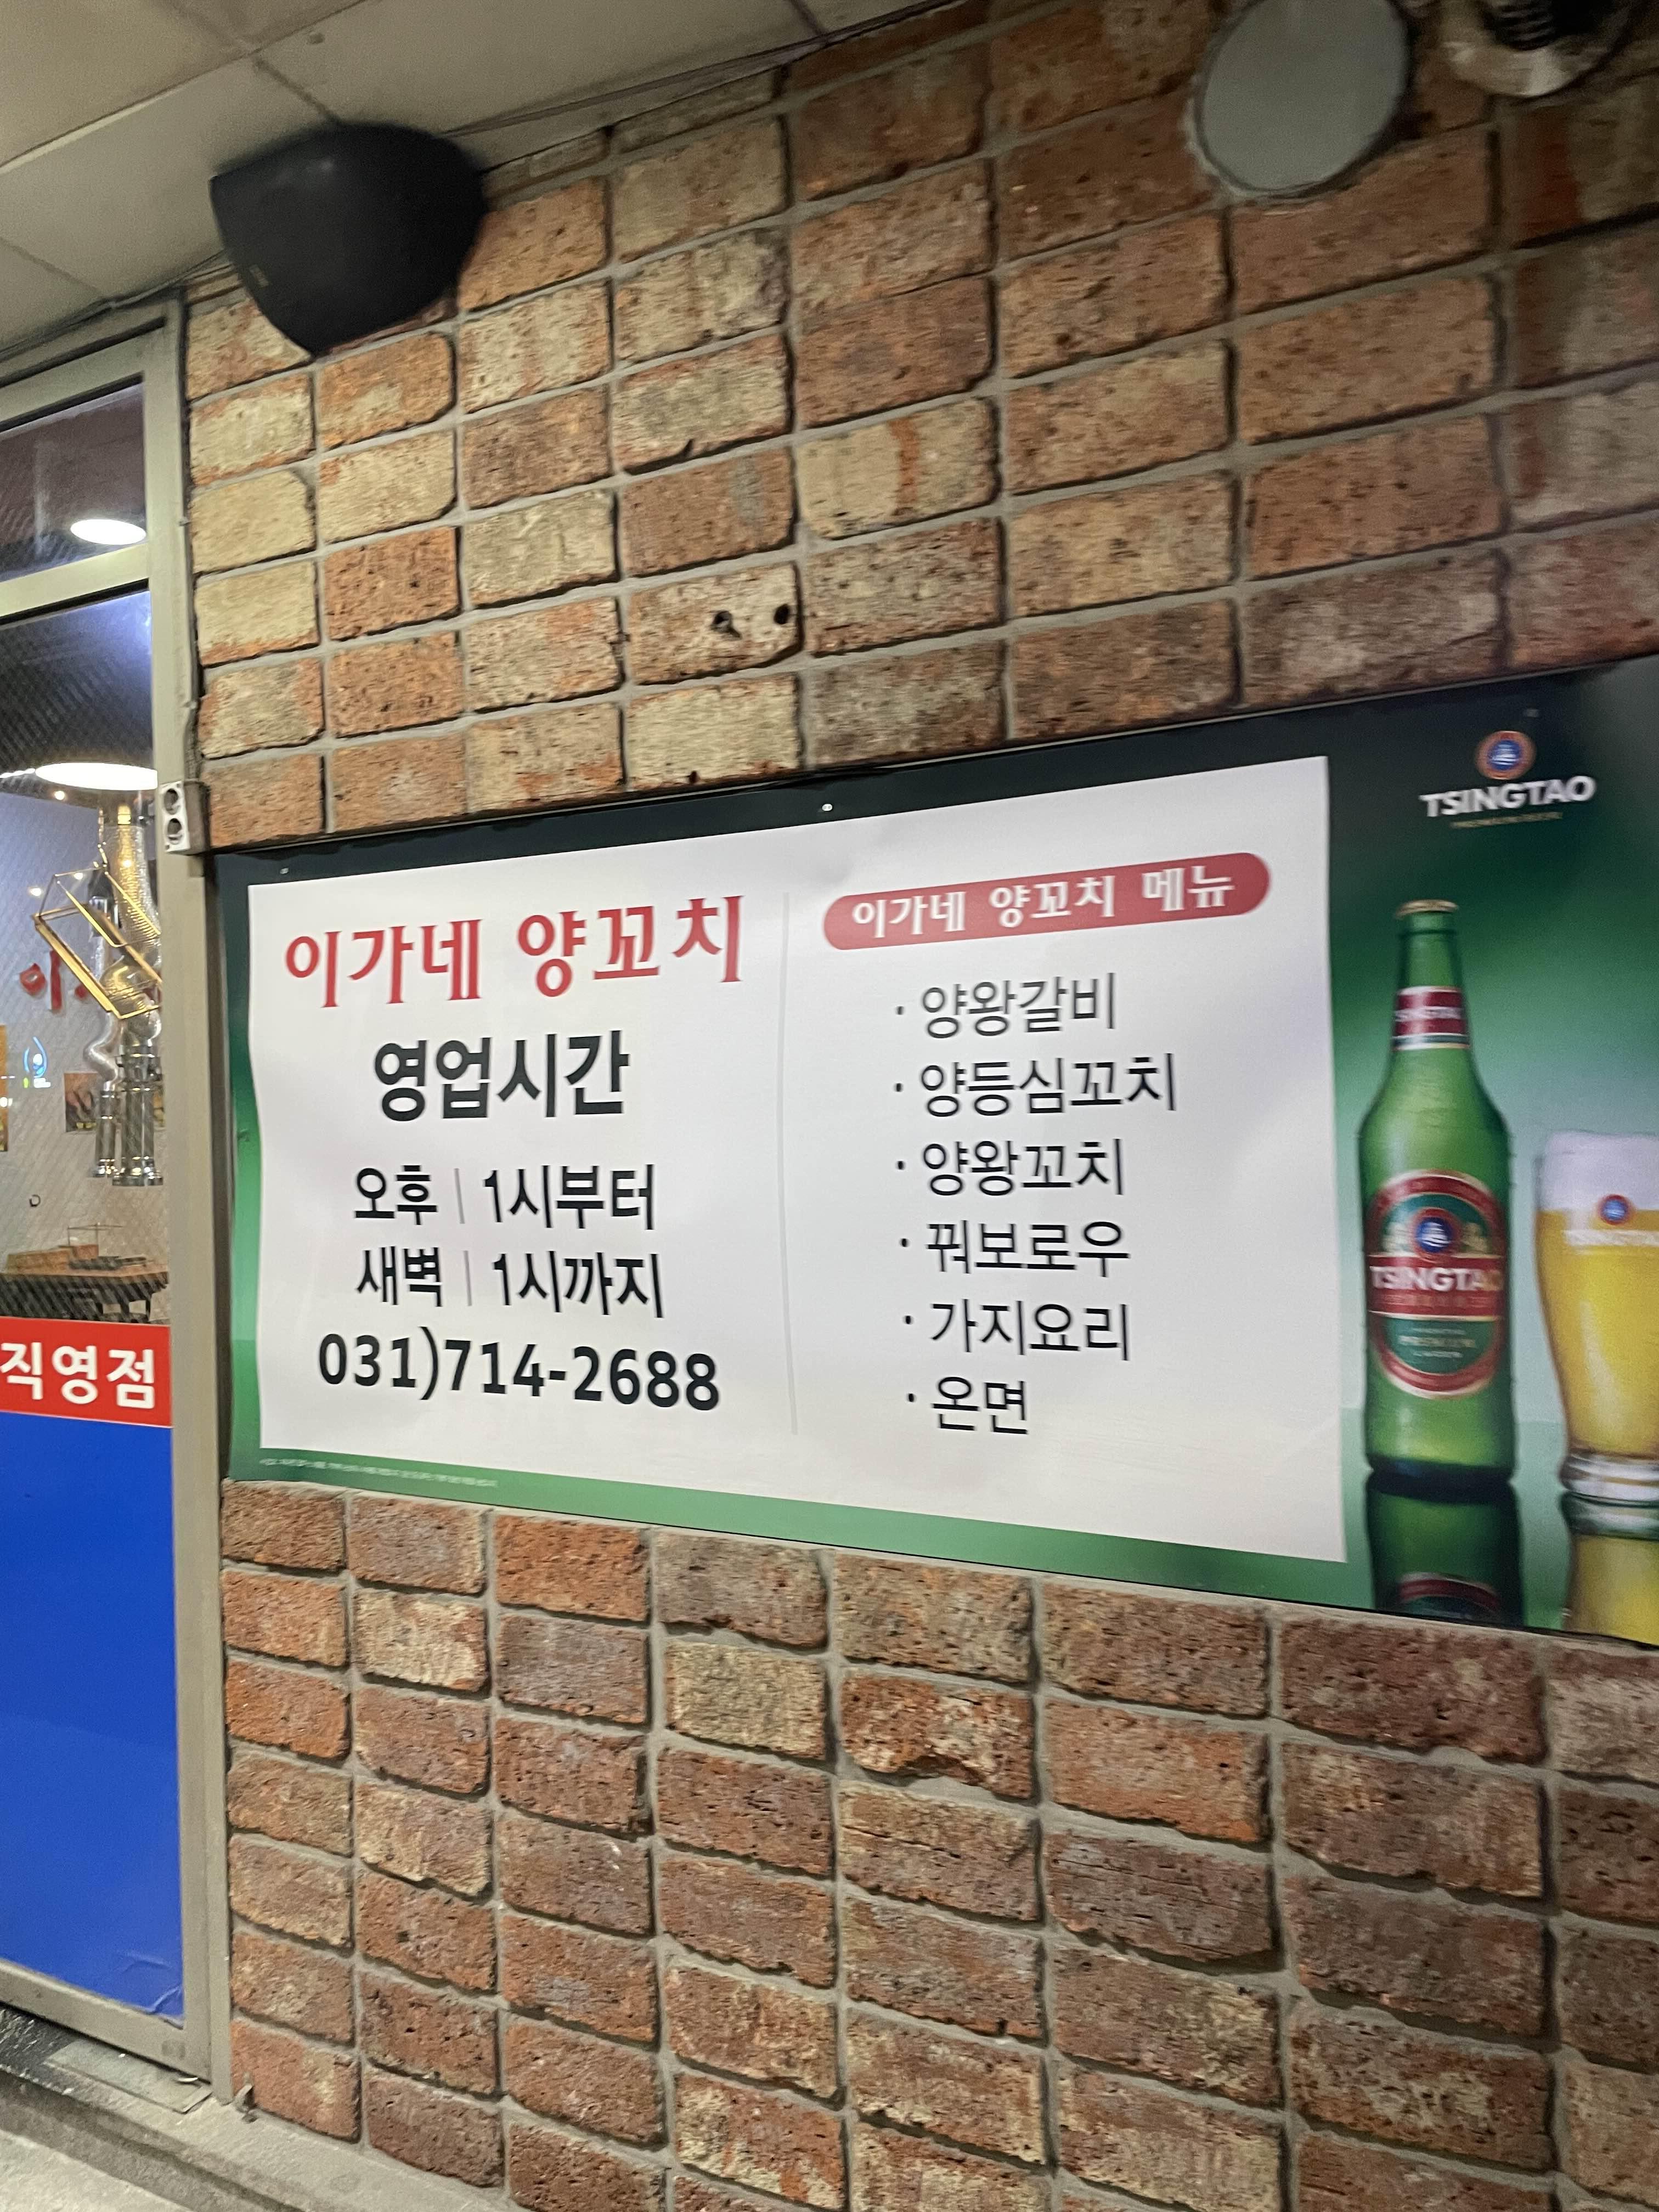 이가네 양꼬치
영업시간
오후 | 1시부터
새벽 | 1시까지
031)714-2688
이가네 양꼬치 메뉴
· 양왕갈비
· 양등심꼬치
· 양왕꼬치
· 꿔보로우
· 가지요리
· 온면
TSINGTAO
TSINGTAO
직영점